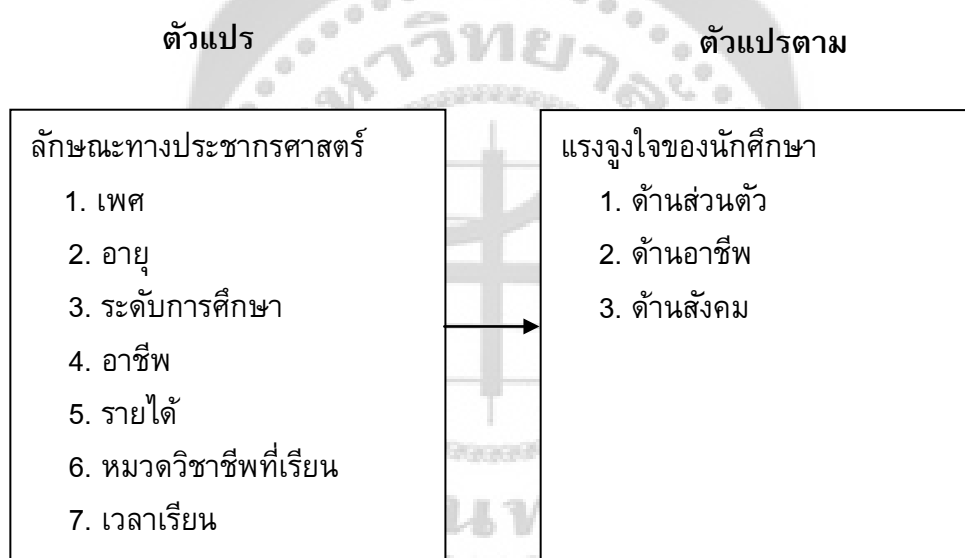 ตัวแปร
ตัวแปรตาม
ลักษณะทางประชากรศาสตร์
1. เพศ
2. อายุ
3. ระดับการศึกษา
4. อาชีพ
5. รายได้
6. หมวดวิชาชีพที่เรียน
7. เวลาเรียน
แรงจูงใจของนักศึกษา
1. ด้านส่วนตัว
2. ด้านอาชีพ
3. ด้านสังคม